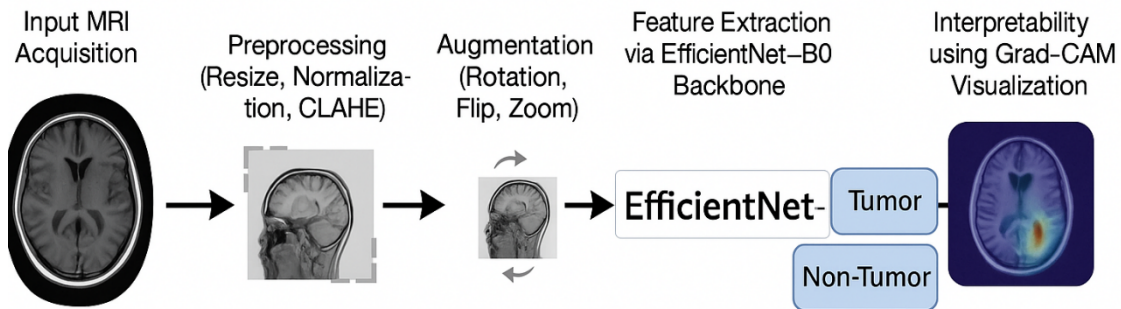 Input MRI
Acquisition
Preprocessing
(Resize, Normaliza-
tion, CLAHE)
Augmentation
(Rotation,
Flip, Zoom)
Feature Extraction
via EfficientNet–B0
Backbone
Interpretability
using Grad–CAM
Visualization
EfficientNet-
Tumor
Non-Tumor